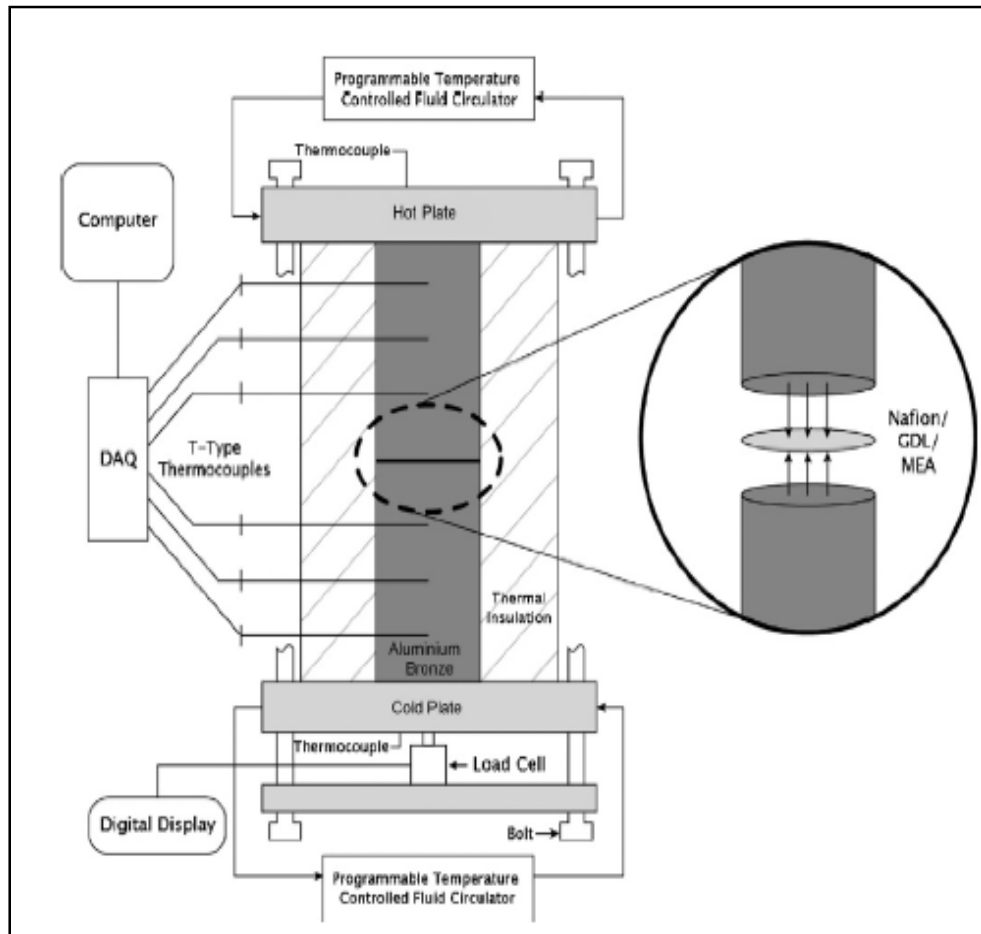 Programmable Temperature
Controlled Fluid Circulator
Thermocouple
Hot Plate
Computer
DAQ
T-Type
Thermocouples
Nafion/
GDL/
MEA
Thermal
Insulation
Aluminium
Bronze
Cold Plate
Thermocouple
Load Cell
Digital Display
Bolt
Programmable Temperature
Controlled Fluid Circulator